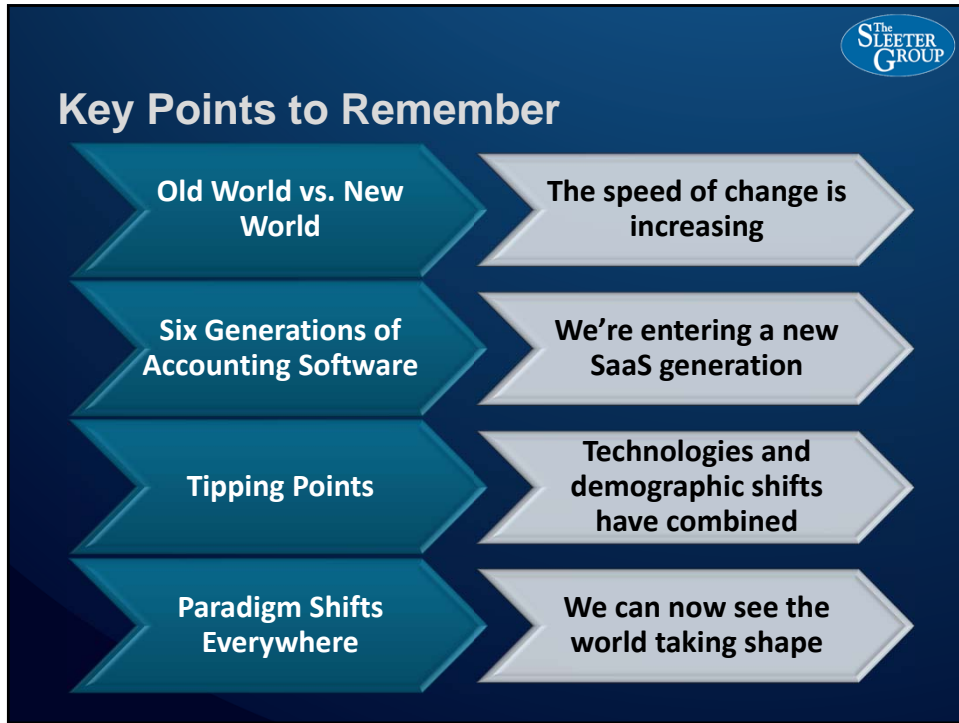 The
SLEETER
GROUP
Key Points to Remember
Old World vs. New
World
The speed of change is
increasing
Six Generations of
Accounting Software
We’re entering a new
SaaS generation
Tipping Points
Technologies and
demographic shifts
have combined
Paradigm Shifts
Everywhere
We can now see the
world taking shape